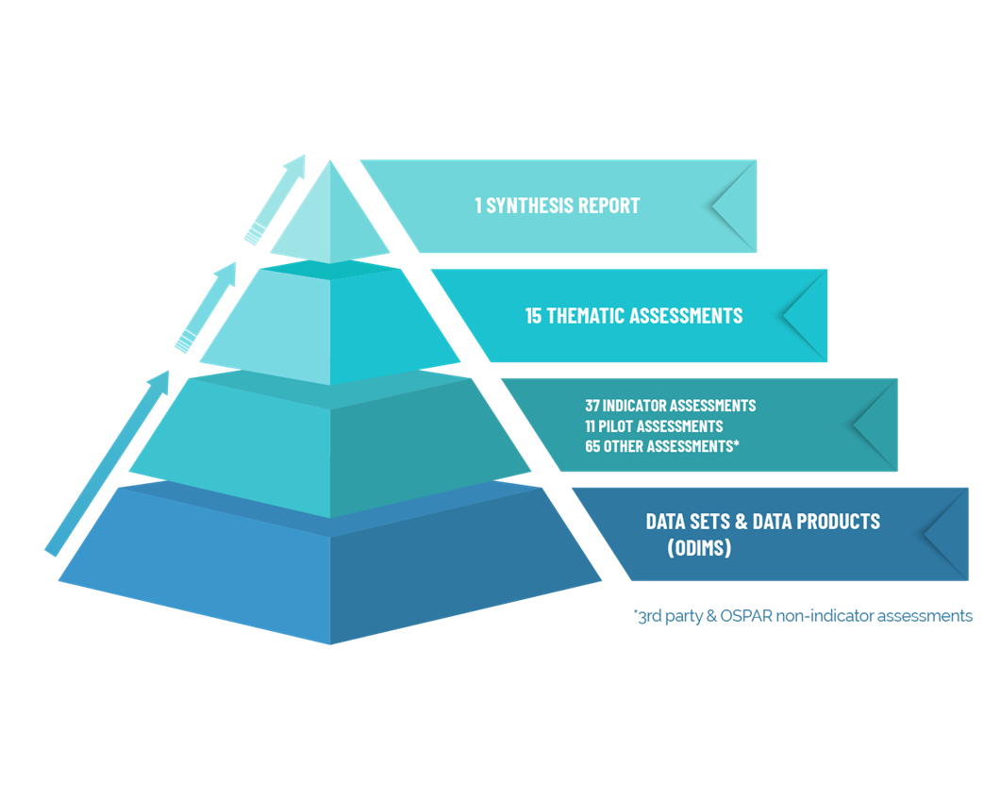 1 SYNTHESIS REPORT
15 THEMATIC ASSESSMENTS
37 INDICATOR ASSESSMENTS
11 PILOT ASSESSMENTS
65 OTHER ASSESSMENTS*
DATA SETS & DATA PRODUCTS
(ODIMS)
*3rd party & OSPAR non-indicator assessments